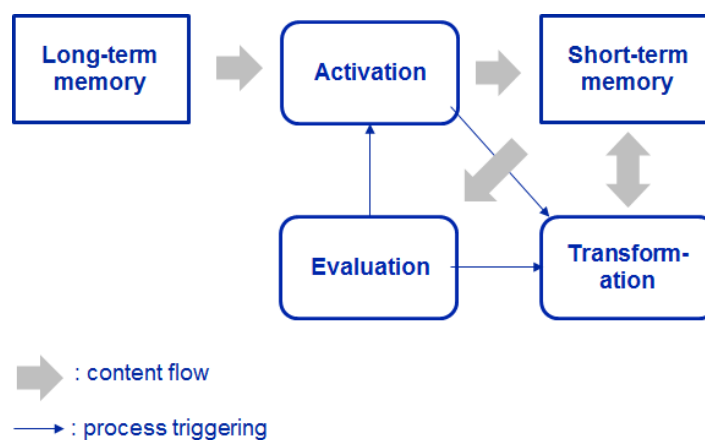 Long-term
memory
Activation
Short-term
memory
Evaluation
Transform-
ation
: content flow
: process triggering